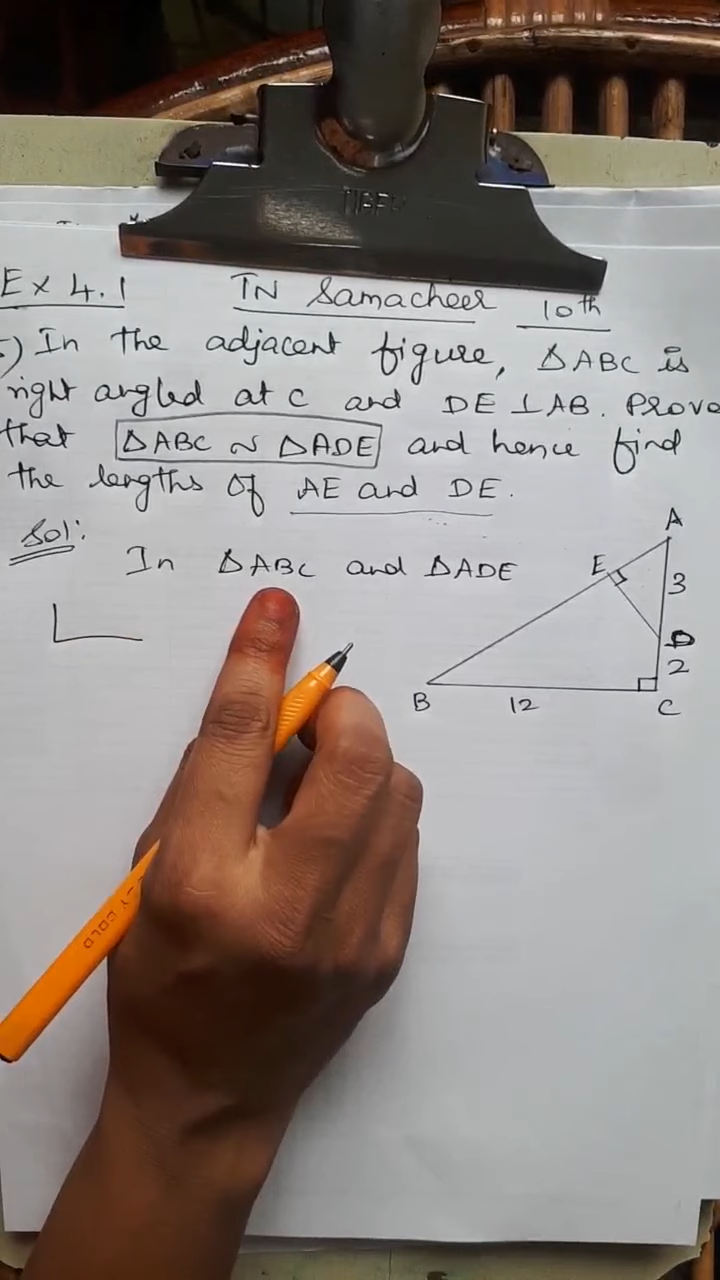 Ex 4.1 TN Samacheer 10th
) In the adjacent figure, ΔABC is
right angled at C and DE ⊥ AB. Prove
that ΔABC ~ ΔADE and hence find
the lengths of AE and DE.
Sol:
In ΔABC and ΔADE
A
E
3
D
2
B 12 C